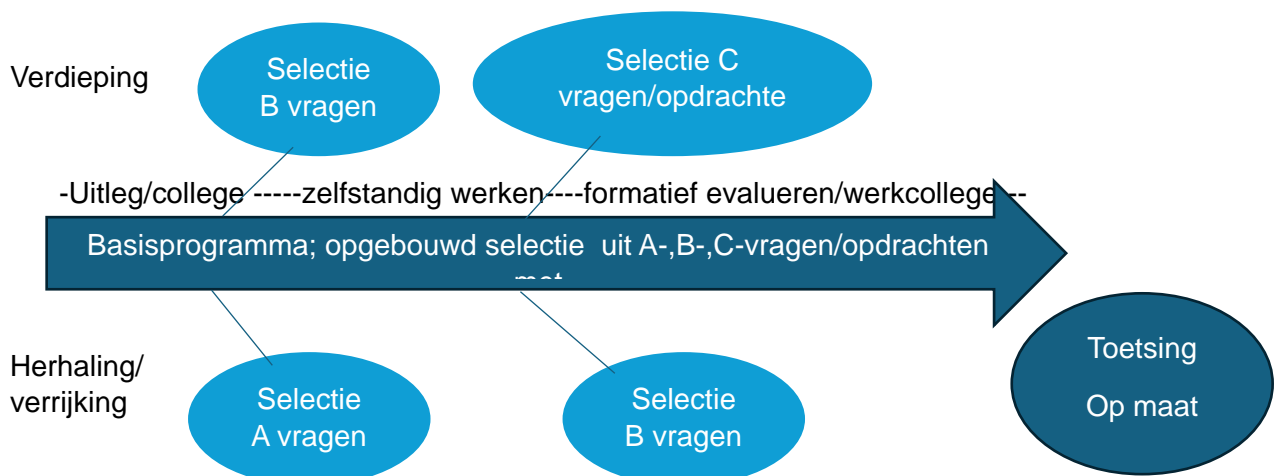 Verdieping
Selectie
B vragen
Selectie C
vragen/opdrachte
-Uitleg/college -----zelfstandig werken----formatief evalueren/werkcollege---
Basisprogramma; opgebouwd selectie  uit A-,B-,C-vragen/opdrachten
Herhaling/
verrijking
Selectie
A vragen
Selectie
B vragen
Toetsing
Op maat